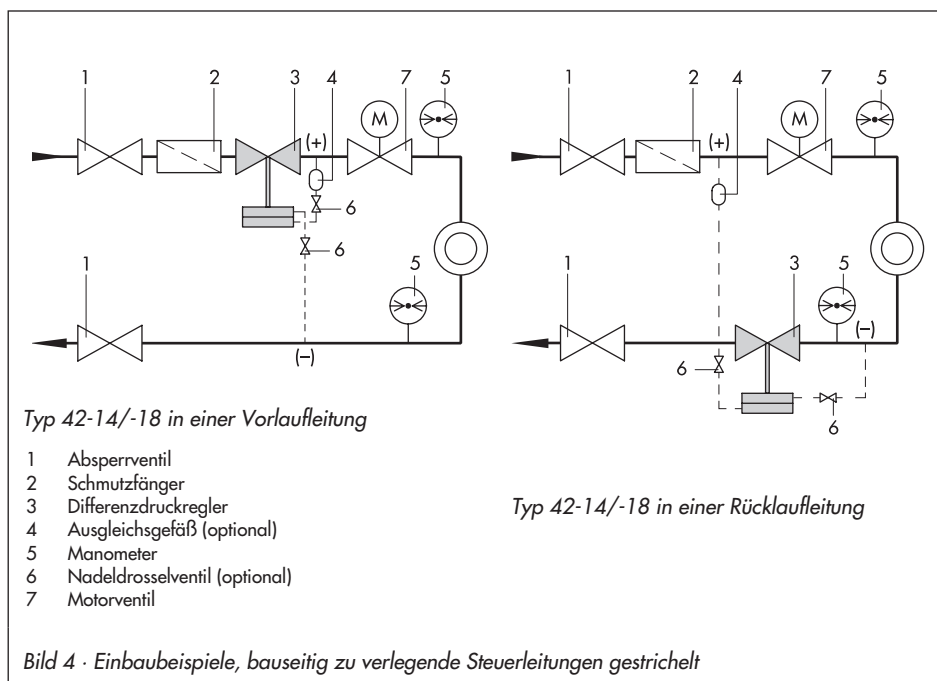 1 2 3 4 7 5
M
(+)
6
6
1 5
(–)
Typ 42-14/-18 in einer Vorlaufleitung
1 Absperrventil
2 Schmutzfänger
3 Differenzdruckregler
4 Ausgleichsgefäß (optional)
5 Manometer
6 Nadeldrosselventil (optional)
7 Motorventil
1 2 4 7 5
M
(+)
1 3 5
(–)
6
6
Typ 42-14/-18 in einer Rücklaufleitung
Bild 4 · Einbaubeispiele, bauseitig zu verlegende Steuerleitungen gestrichelt